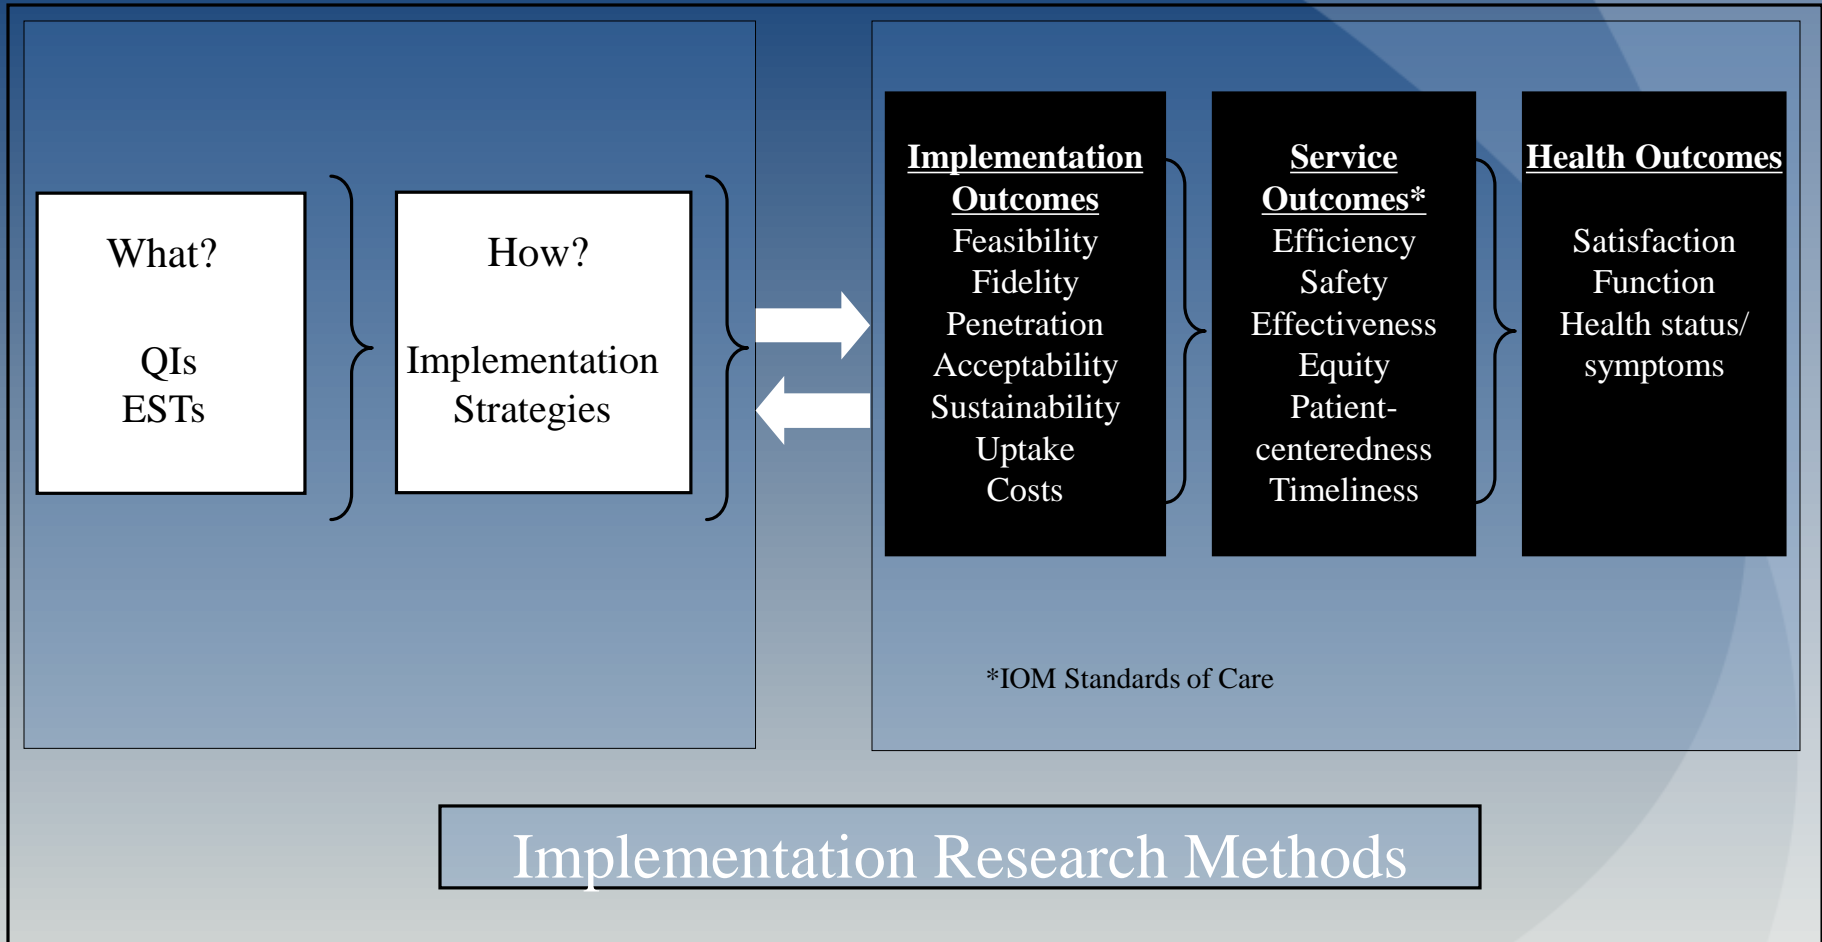 What?
QIs
ESTs
How?
Implementation
Strategies
Implementation
Outcomes
Feasibility
Fidelity
Penetration
Acceptability
Sustainability
Uptake
Costs
Service
Outcomes*
Efficiency
Safety
Effectiveness
Equity
Patient-
centeredness
Timeliness
Health Outcomes
Satisfaction
Function
Health status/
symptoms
*IOM Standards of Care
Implementation Research Methods